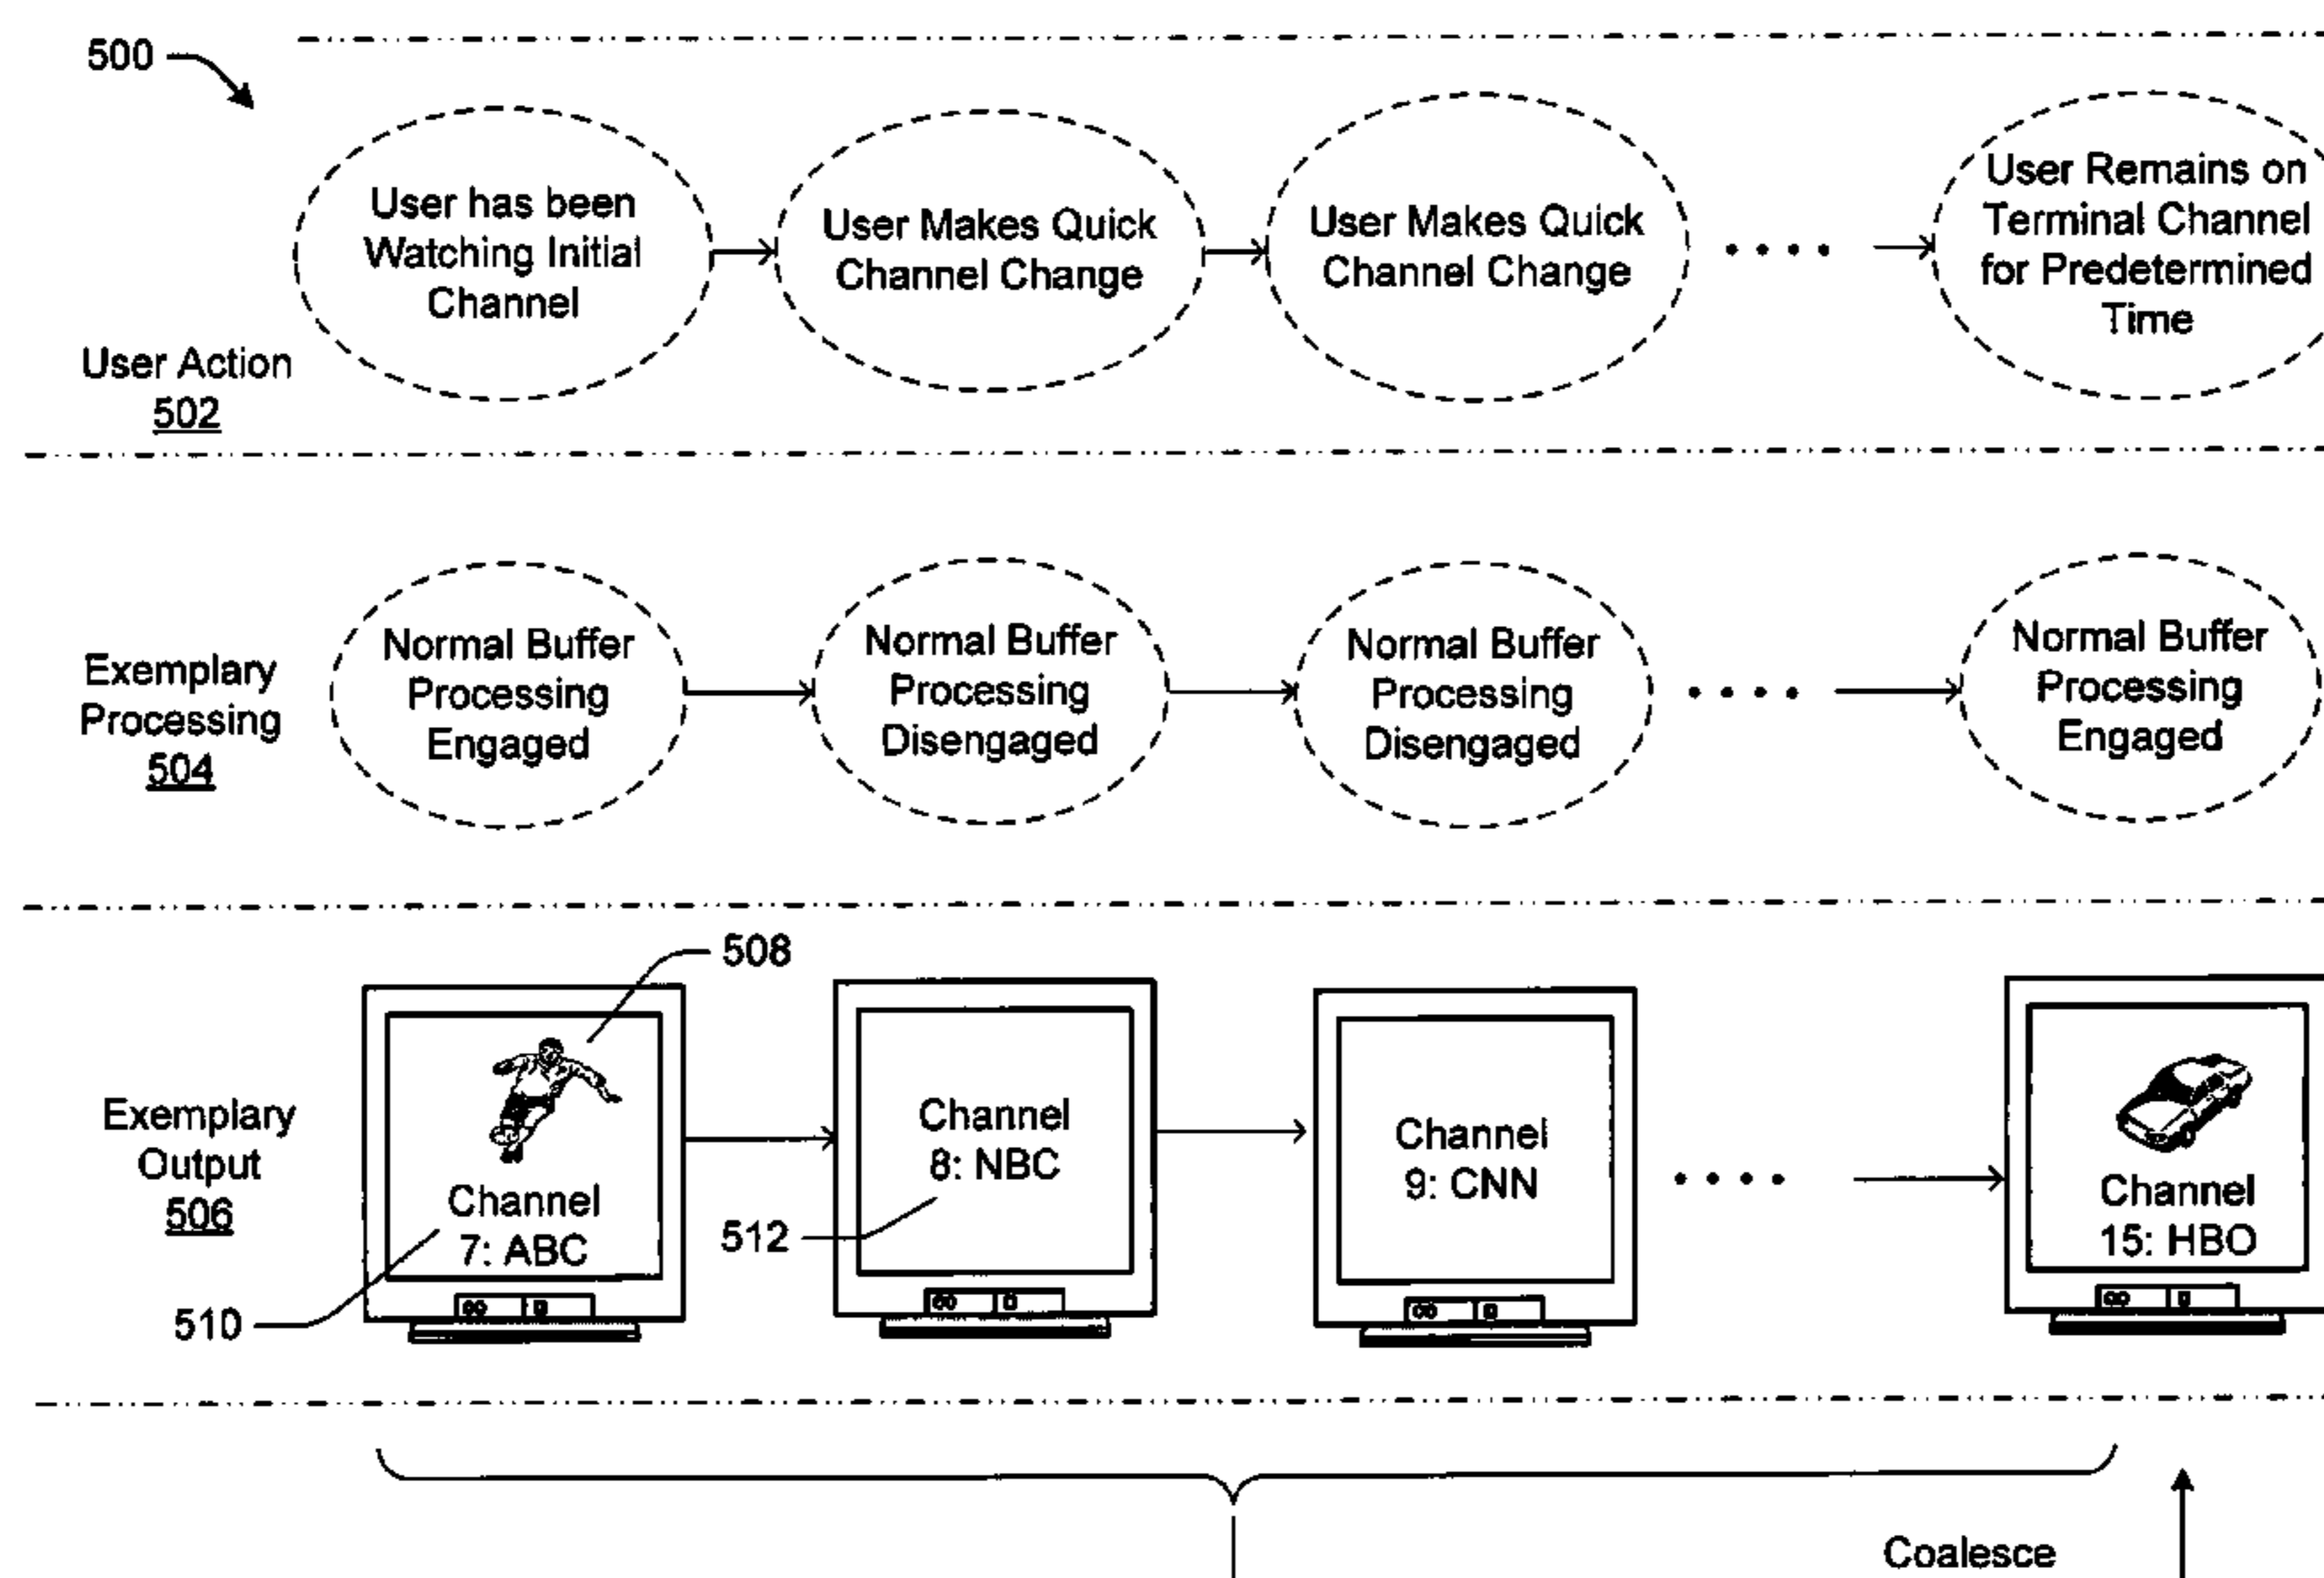 500
User has been
Watching Initial
Channel
User Makes Quick
Channel Change
User Makes Quick
Channel Change
User Remains on
Terminal Channel
for Predetermined
Time
User Action
502
Normal Buffer
Processing
Engaged
Normal Buffer
Processing
Disengaged
Normal Buffer
Processing
Disengaged
Normal Buffer
Processing
Engaged
Exemplary
Processing
504
508
Exemplary
Output
506
Channel
7: ABC
510
Channel
8: NBC
512
Channel
9: CNN
Channel
15: HBO
Coalesce